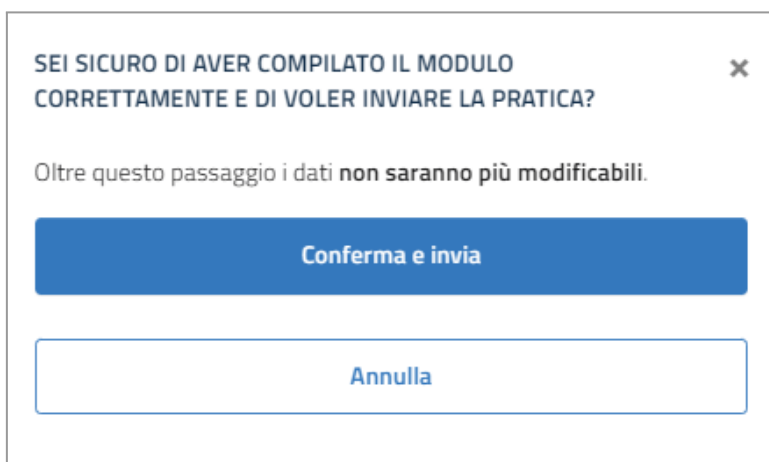 SEI SICURO DI AVER COMPILATO IL MODULO
CORRETTAMENTE E DI VOLER INVIARE LA PRATICA?
Oltre questo passaggio i dati non saranno più modificabili.
Conferma e invia
Annulla